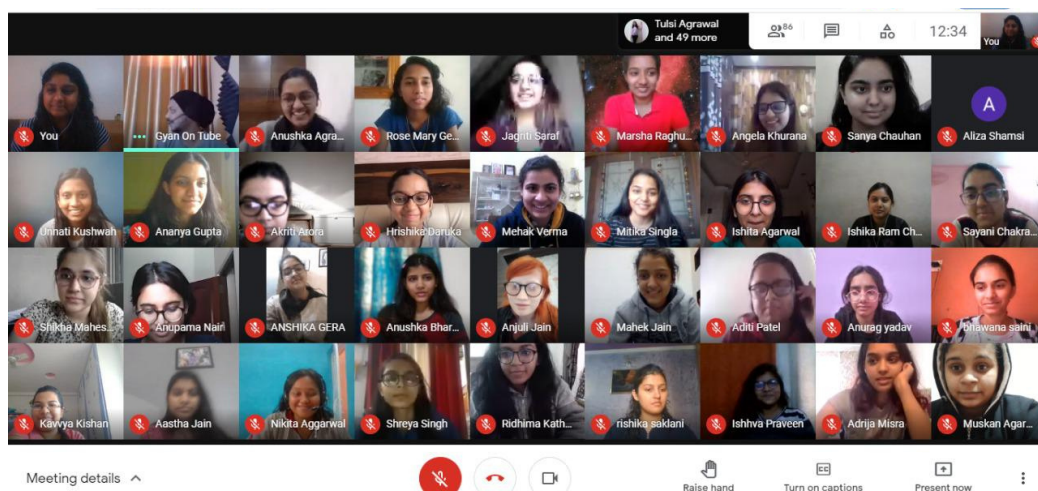 Tulsi Agrawal
and 49 more
86
12:34
You
You
Gyan On Tube
Anushka Agra...
Rose Mary Ge...
Jagriti Saraf
Marsha Raghu...
Angela Khurana
Sanya Chauhan
A
Aliza Shamsi
Unnati Kushwah
Ananya Gupta
Akriti Arora
Hrishika Daruka
Mehak Verma
Mitika Singla
Ishita Agarwal
Ishika Ram Ch...
Sayani Chakra...
Shikha Mahes...
Anupama Nair
ANSHIKA GERA
Anushka Bhar...
Anjuli Jain
Mahek Jain
Aditi Patel
Anurag yadav
bhawana saini
Kavvya Kishan
Aastha Jain
Nikita Aggarwal
Shreya Singh
Ridhima Kath...
rishika saklani
Ishhva Praveen
Adrija Misra
Muskan Agar...
Meeting details
Raise hand
CC
Turn on captions
Present now